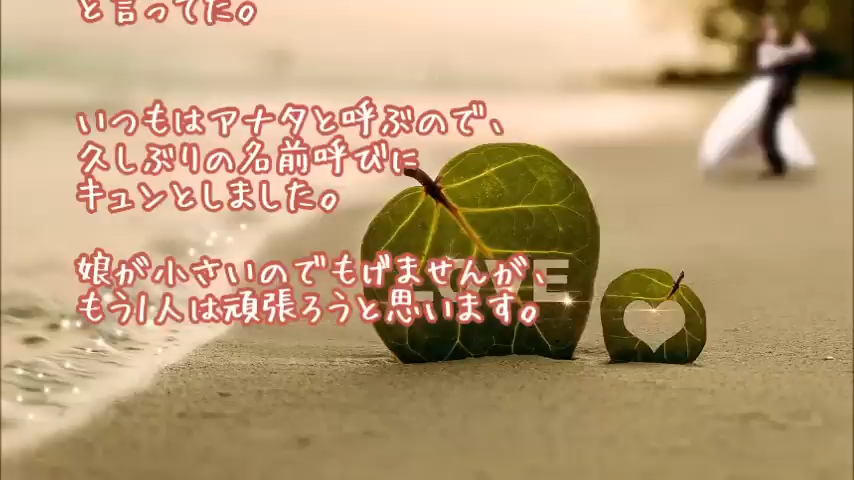 と言ってた。
いつもはアナタと呼ぶので、
久しぶりの名前呼びに
キュンとしました。
娘が小さいのでもげませんが、
もう1人は頑張ろうと思います。
LOVE